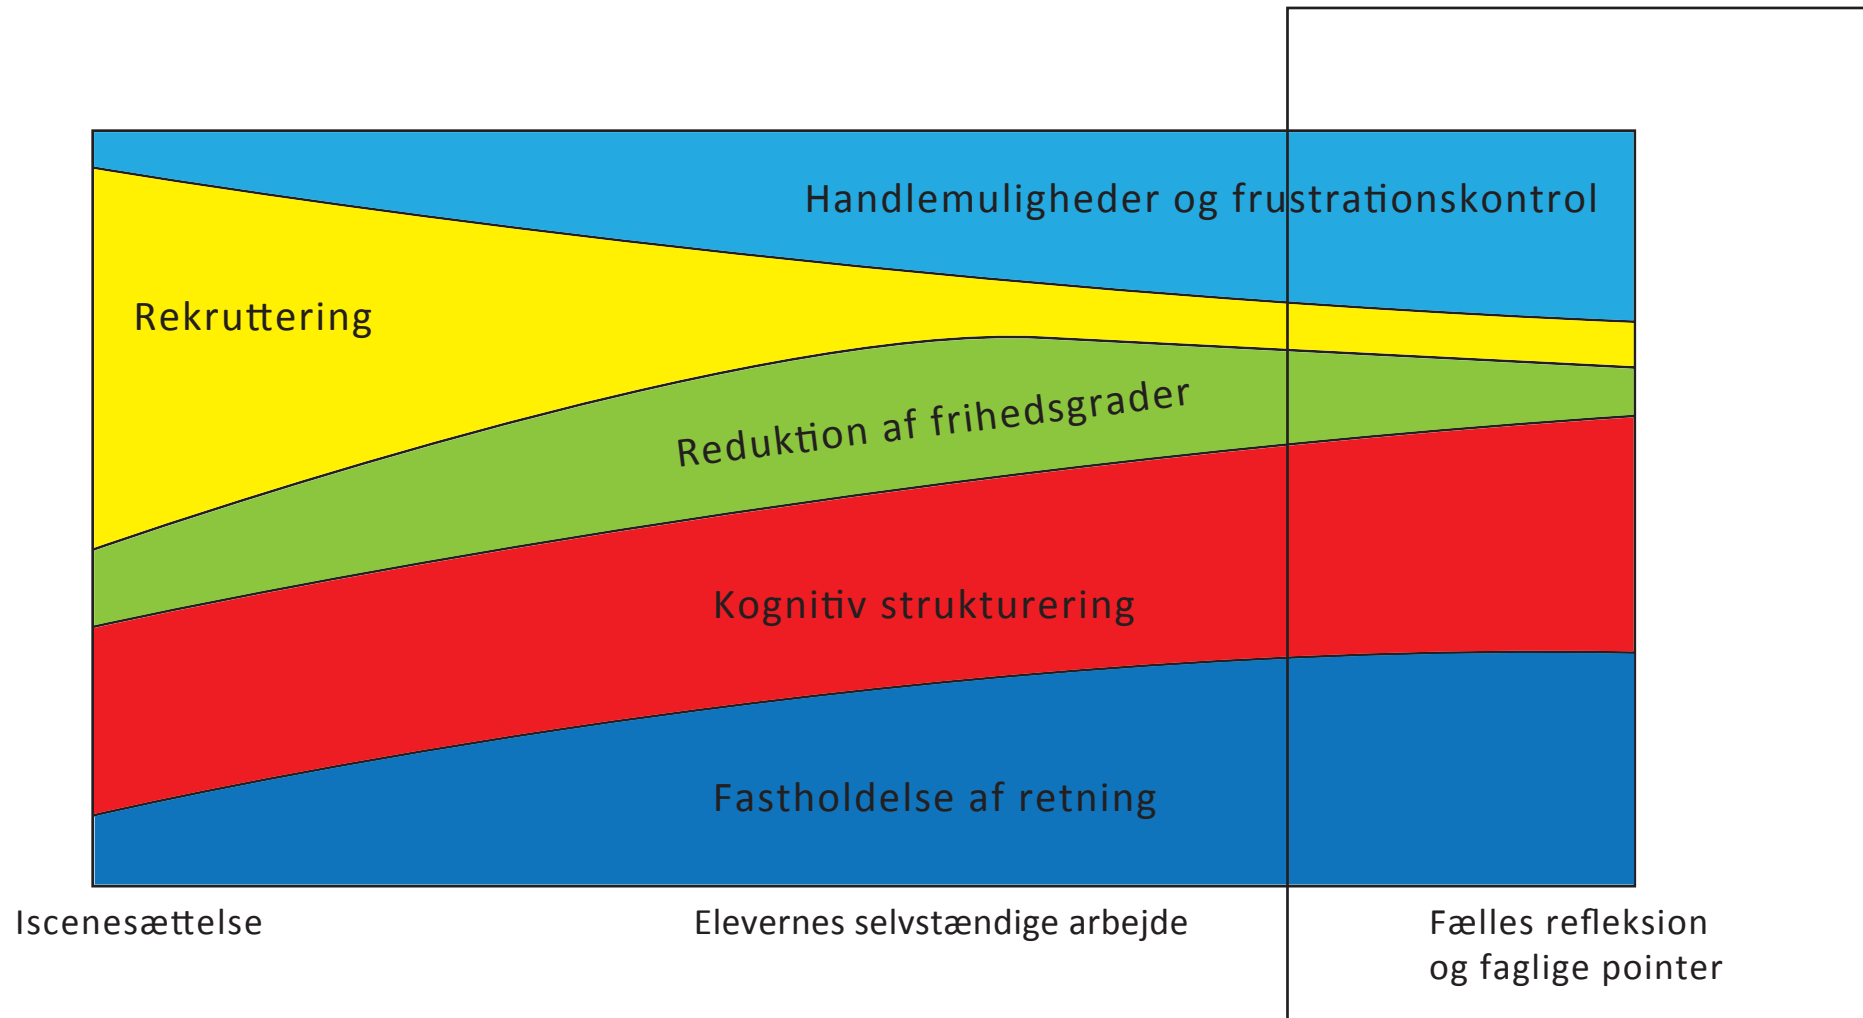 Handlemuligheder og frustrationskontrol
Rekruttering
Reduktion af frihedsgrader
Kognitiv strukturering
Fastholdelse af retning
Iscenesættelse
Elevernes selvstændige arbejde
Fælles refleksion
og faglige pointer